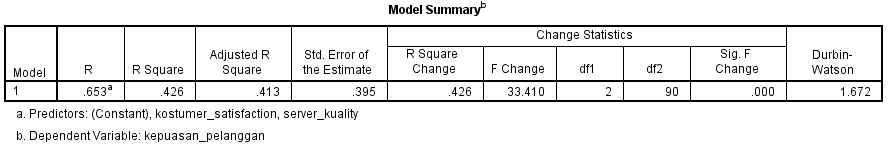 Model Summaryb
Change Statistics
Model R R Square Adjusted R Square Std. Error of the Estimate R Square Change F Change df1 df2 Sig. F Change Durbin-Watson
1 .653a .426 .413 .395 .426 33.410 2 90 .000 1.672
a. Predictors: (Constant), kostumer_satisfaction, server_kuality
b. Dependent Variable: kepuasan_pelanggan